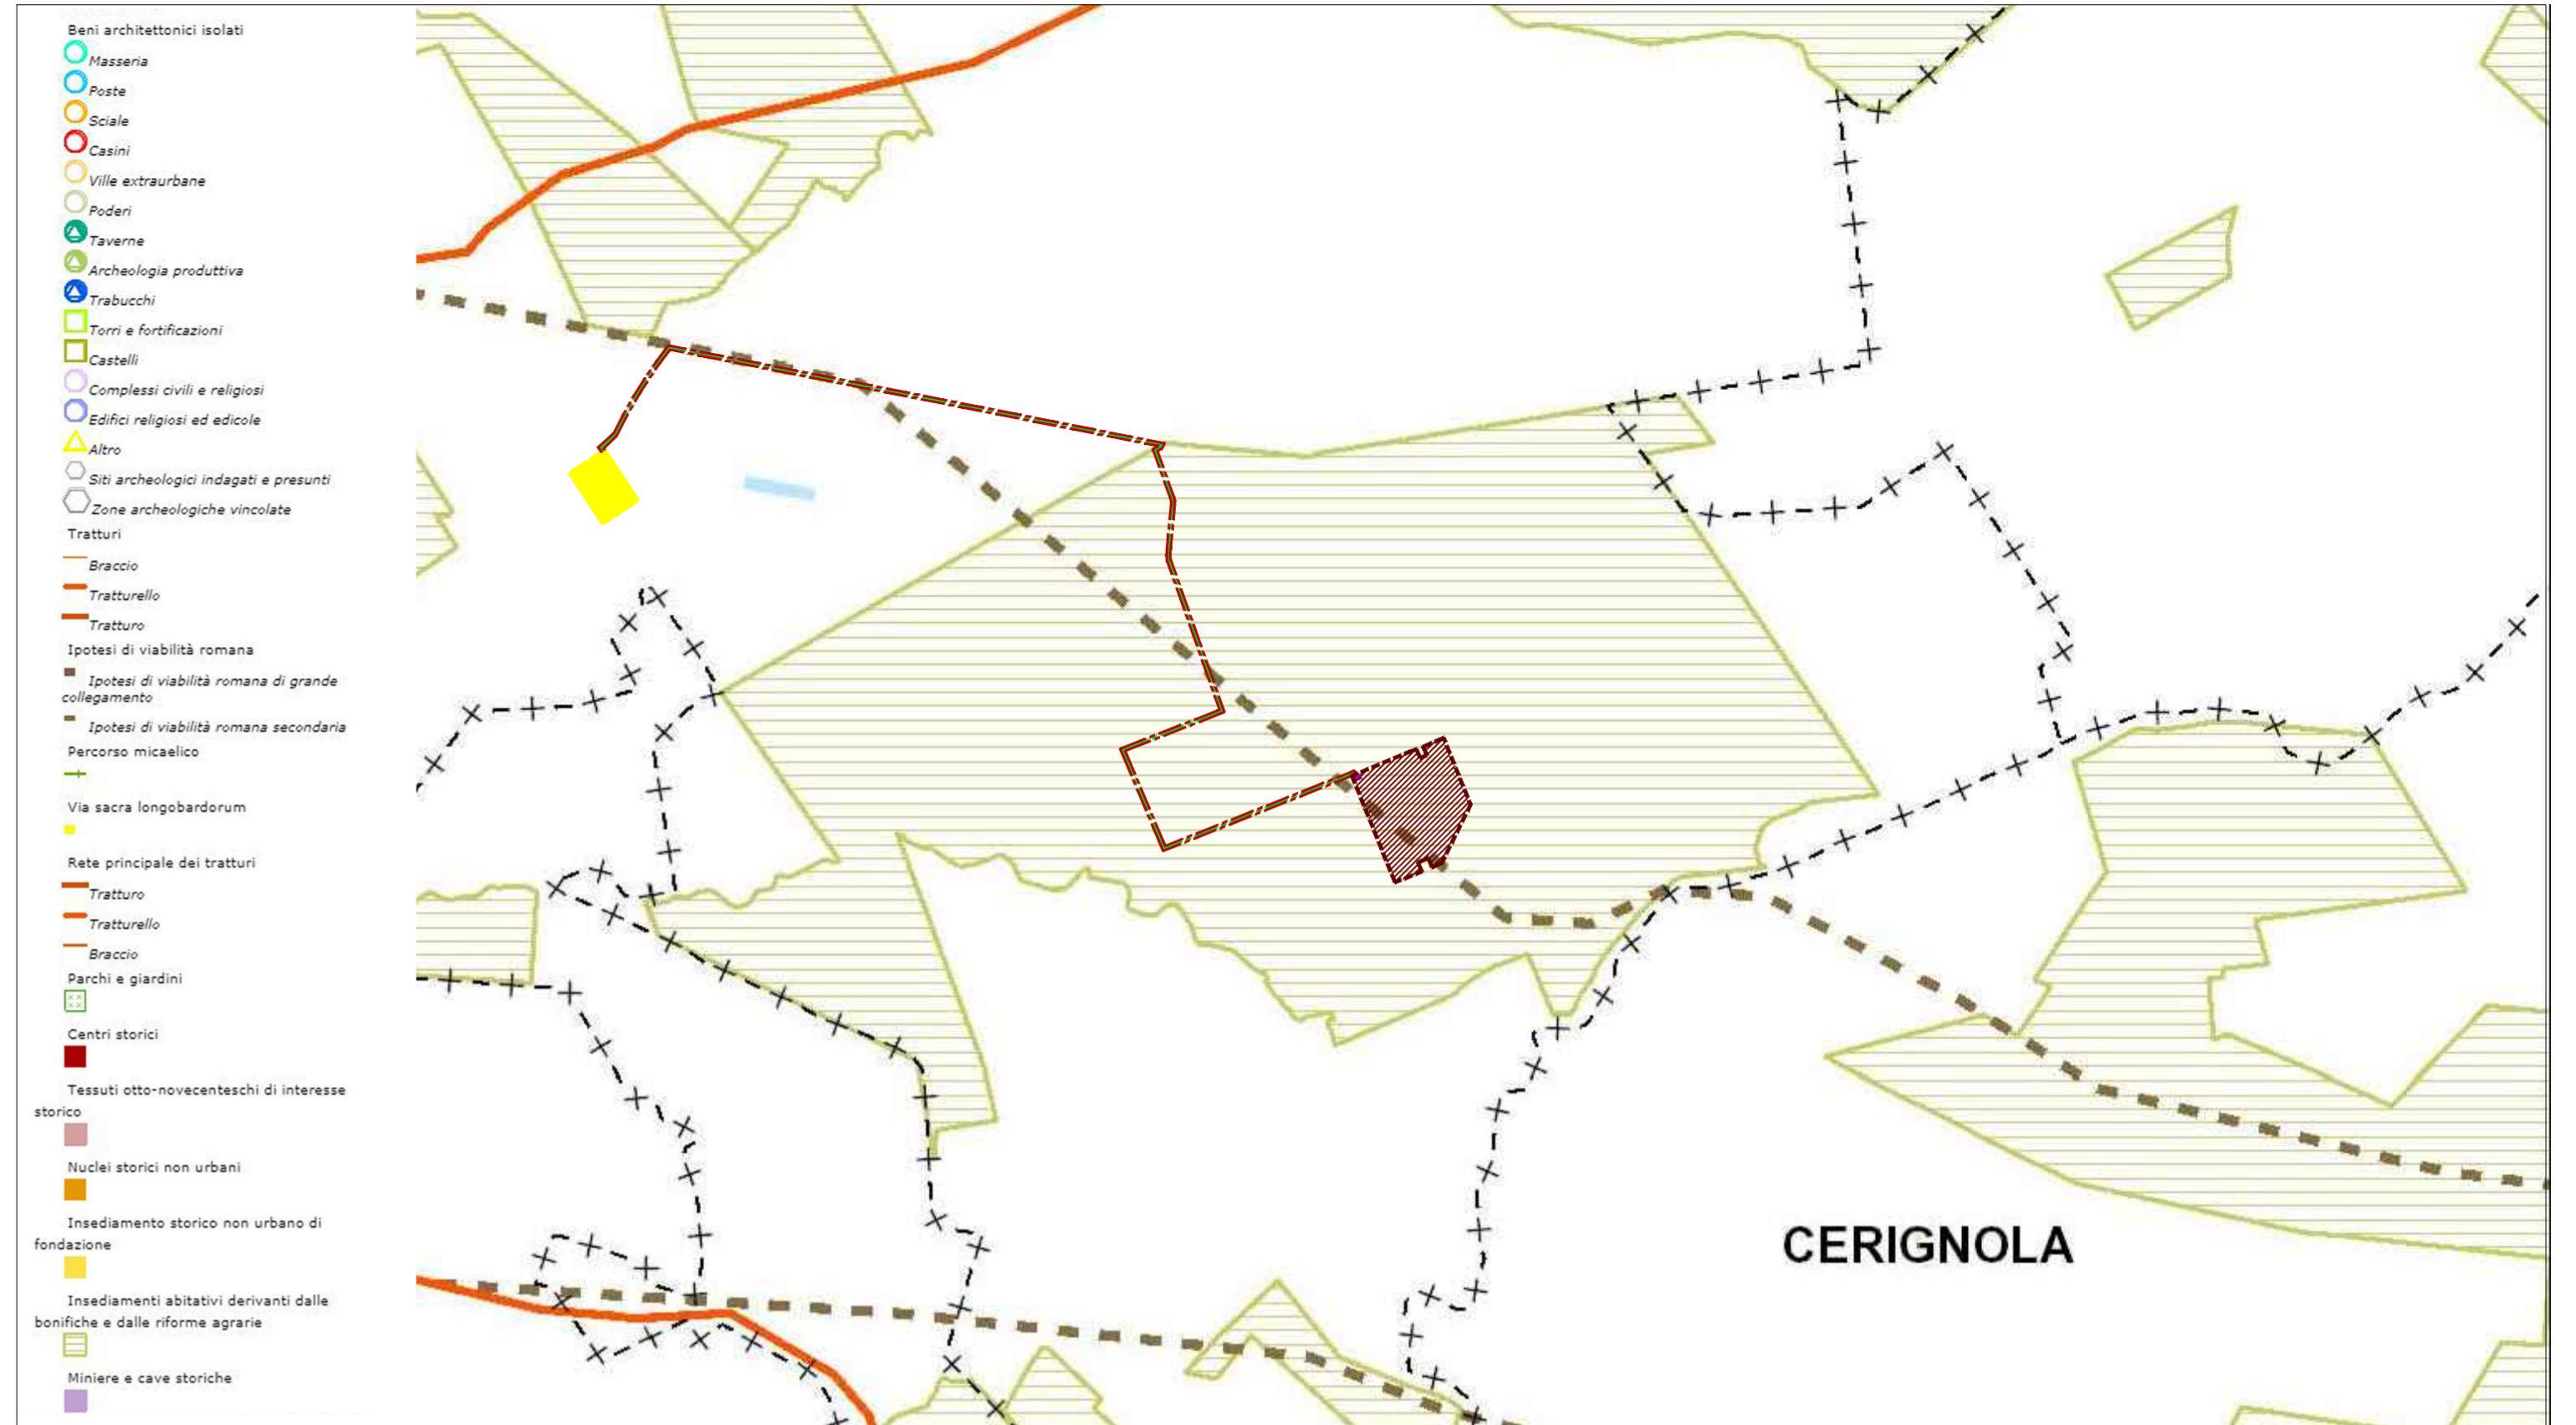 Beni architettonici isolati
Masseria
Poste
Sciale
Casini
Ville extraurbane
Poderi
Taverne
Archeologia produttiva
Trabucchi
Torri e fortificazioni
Castelli
Complessi civili e religiosi
Edifici religiosi ed edicole
Altro
Siti archeologici indagati e presunti
Zone archeologiche vincolate
Tratturi
Braccio
Tratturello
Tratturo
Ipotesi di viabilità romana
Ipotesi di viabilità romana di grande
collegamento
Ipotesi di viabilità romana secondaria
Percorso micaelico
Via sacra longobardorum
Rete principale dei tratturi
Tratturo
Tratturello
Braccio
Parchi e giardini
Centri storici
Tessuti otto-novecenteschi di interesse
storico
Nuclei storici non urbani
Insediamento storico non urbano di
fondazione
Insediamenti abitativi derivanti dalle
bonifiche e dalle riforme agrarie
Miniere e cave storiche
CERIGNOLA